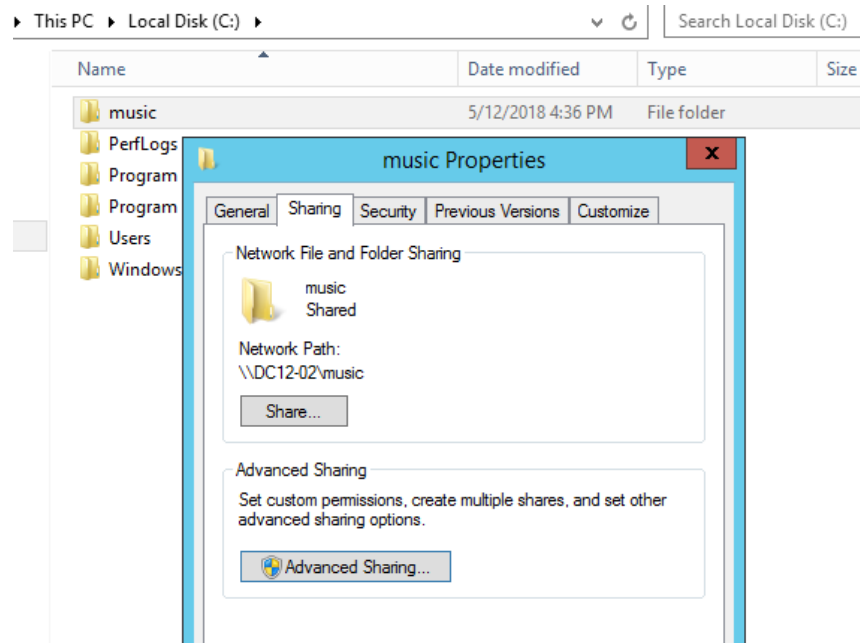 This PC Local Disk (C:)
Search Local Disk (C:)
Name Date modified Type Size
music 5/12/2018 4:36 PM File folder
PerfLogs
Program
Program
Users
Windows
music Properties
x
General Sharing Security Previous Versions Customize
Network File and Folder Sharing
music
Shared
Network Path:
\\DC12-02\music
Share...
Advanced Sharing
Set custom permissions, create multiple shares, and set other
advanced sharing options.
Advanced Sharing...